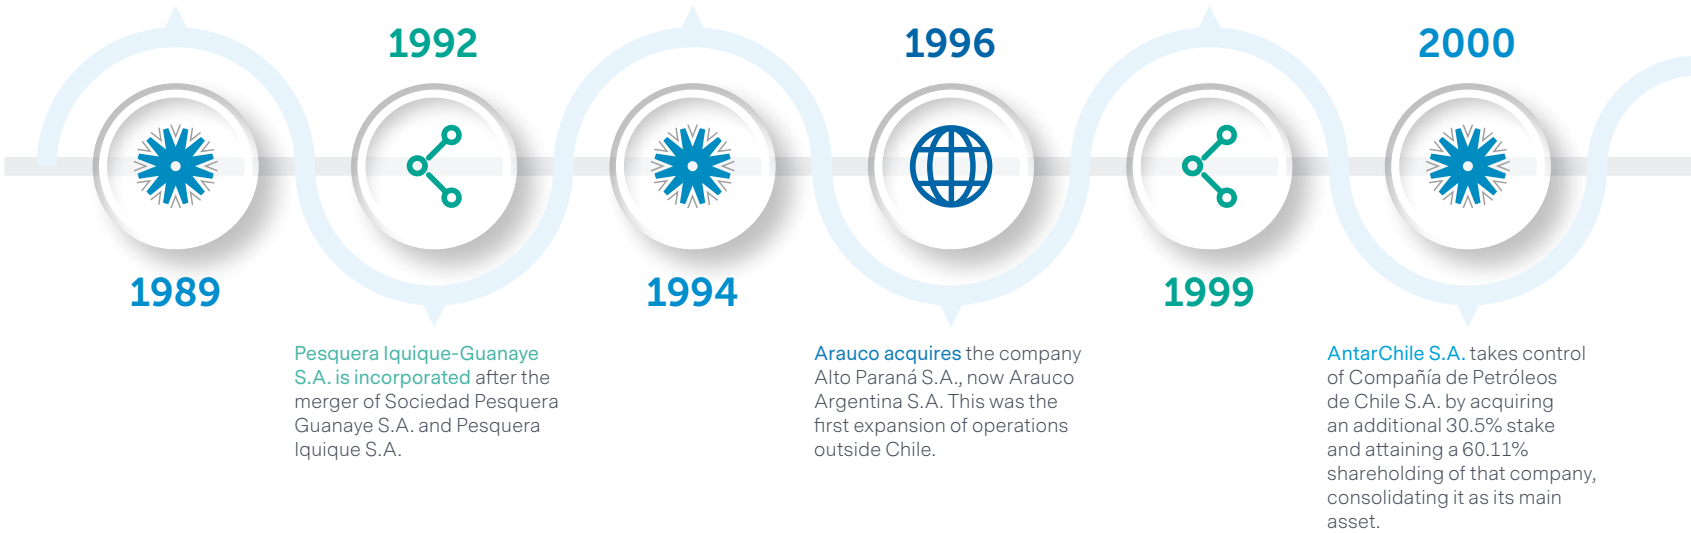 1992
1996
2000
1989
1994
1999
Pesquera Iquique-Guanaye
S.A. is incorporated after the
merger of Sociedad Pesquera
Guanaye S.A. and Pesquera
Iquique S.A.
Arauco acquires the company
Alto Paraná S.A., now Arauco
Argentina S.A. This was the
first expansion of operations
outside Chile.
AntarChile S.A. takes control
of Compañía de Petróleos
de Chile S.A. by acquiring
an additional 30.5% stake
and attaining a 60.11%
shareholding of that company,
consolidating it as its main
asset.